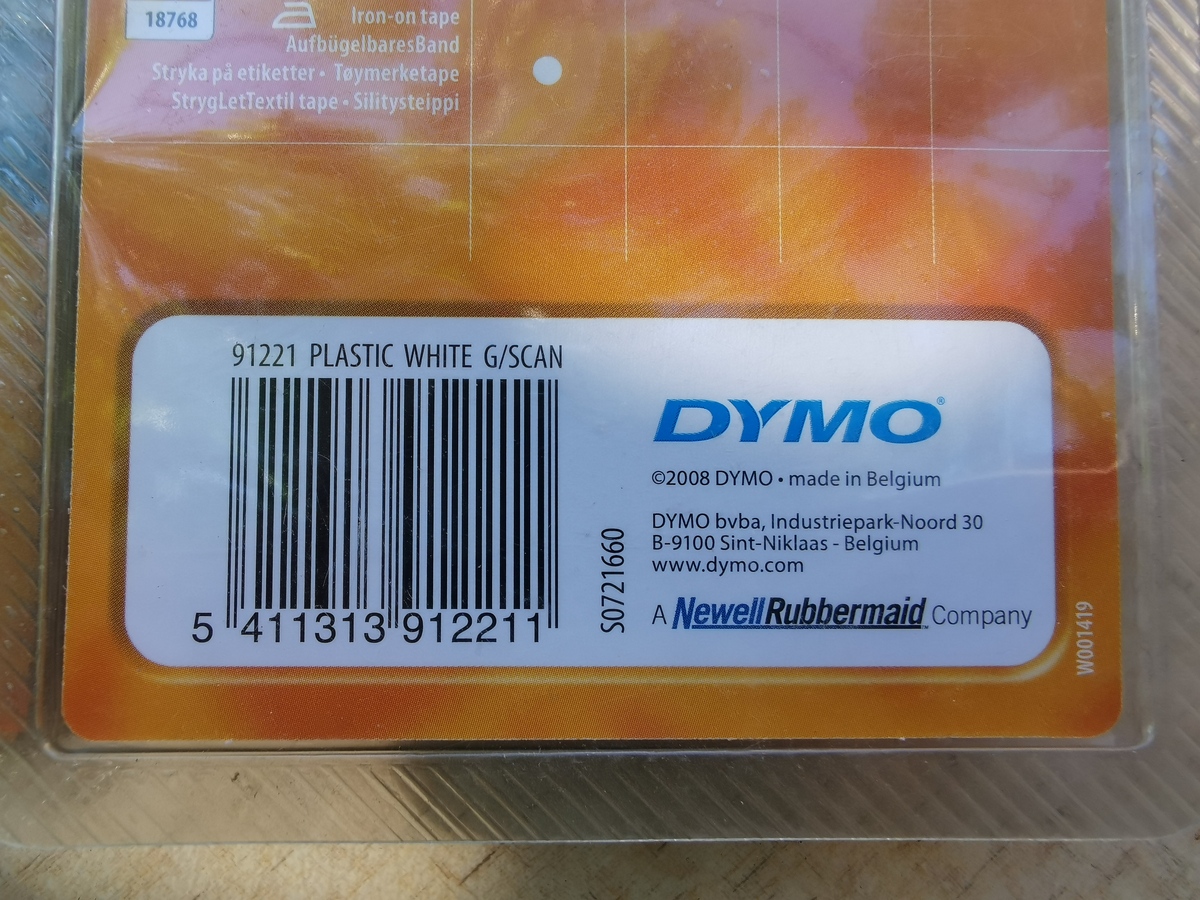 18768
Iron-on tape
AufbügelbaresBand
Stryka på etiketter • Tøymerketape
StrygLetTextil tape • Silitysteippi
91221 PLASTIC WHITE G/SCAN
5 411313 912211
S0721660
DYMO®
©2008 DYMO • made in Belgium
DYMO bvba, Industriepark-Noord 30
B-9100 Sint-Niklaas - Belgium
www.dymo.com
A Newell Rubbermaid Company
W001419